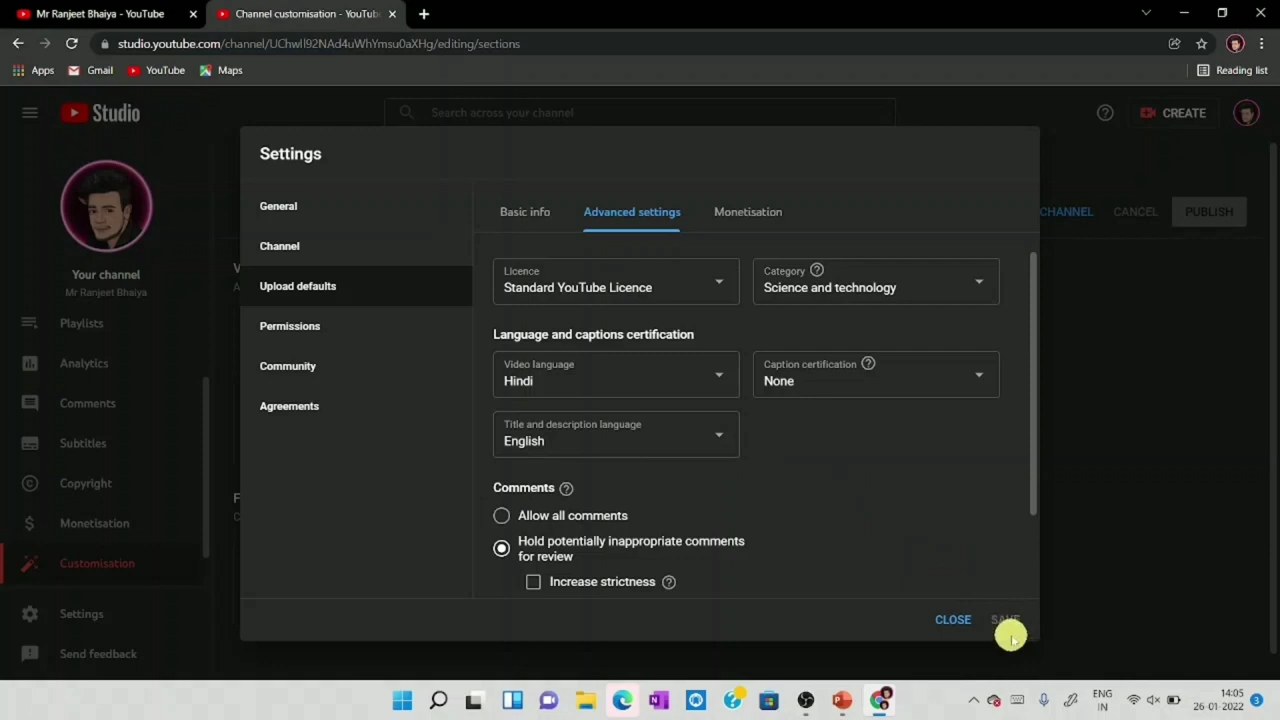 Mr Ranjeet Bhaiya - YouTube
Channel customisation - YouTub
studio.youtube.com/channel/UChwII92NAd4uWhYmsu0aXHg/editing/sections
Apps Gmail YouTube Maps Reading list
Studio
Search across your channel
CREATE
Settings
General
Channel
Upload defaults
Permissions
Community
Agreements
Basic info Advanced settings Monetisation
CHANNEL CANCEL PUBLISH
Your channel
Mr Ranjeet Bhaiya
Playlists
Analytics
Comments
Subtitles
Copyright
Monetisation
Customisation
Settings
Send feedback
Licence
Standard YouTube Licence
Category
Science and technology
Language and captions certification
Video language
Hindi
Caption certification
None
Title and description language
English
Comments
Allow all comments
Hold potentially inappropriate comments
for review
Increase strictness
CLOSE SAVE
ENG
IN
14:05
26-01-2022
3